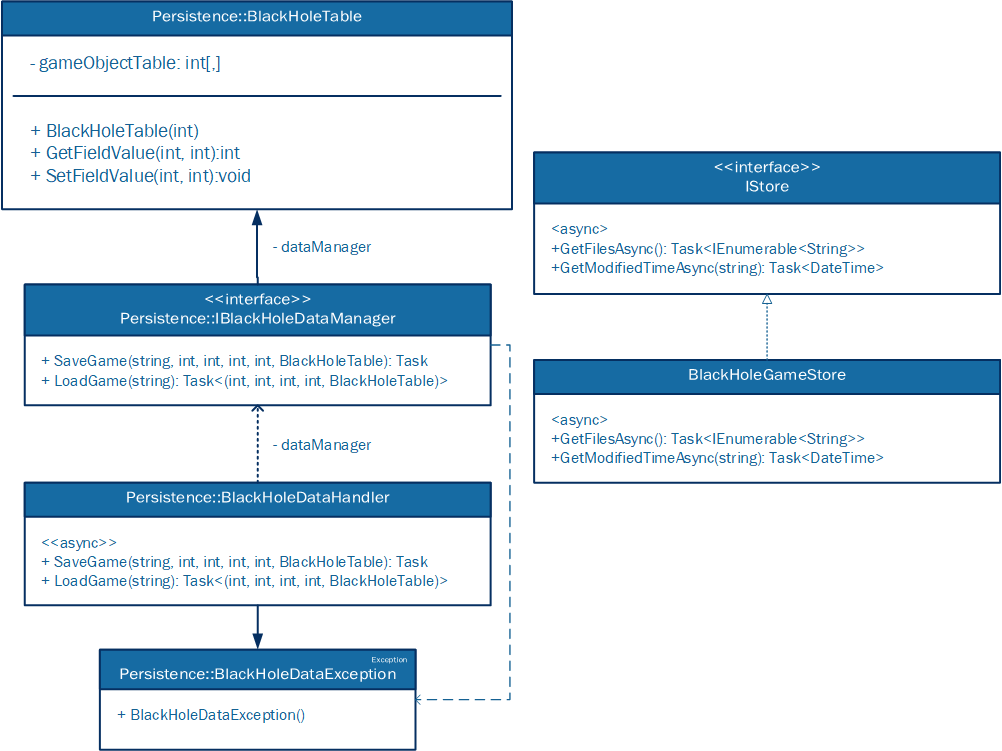 Persistence::BlackHoleTable
- gameObjectTable: int[,]
+ BlackHoleTable(int)
+ GetFieldValue(int, int):int
+ SetFieldValue(int, int):void
- dataManager
<<interface>>
Persistence::IBlackHoleDataManager
+ SaveGame(string, int, int, int, int, BlackHoleTable): Task
+ LoadGame(string): Task<(int, int, int, int, BlackHoleTable)>
- dataManager
Persistence::BlackHoleDataHandler
<<async>>
+ SaveGame(string, int, int, int, int, BlackHoleTable): Task
+ LoadGame(string): Task<(int, int, int, int, BlackHoleTable)>
Exception
Persistence::BlackHoleDataException
+ BlackHoleDataException()
<<interface>>
IStore
<async>
+GetFilesAsync(): Task<IEnumerable<String>>
+GetModifiedTimeAsync(string): Task<DateTime>
BlackHoleGameStore
<async>
+GetFilesAsync(): Task<IEnumerable<String>>
+GetModifiedTimeAsync(string): Task<DateTime>